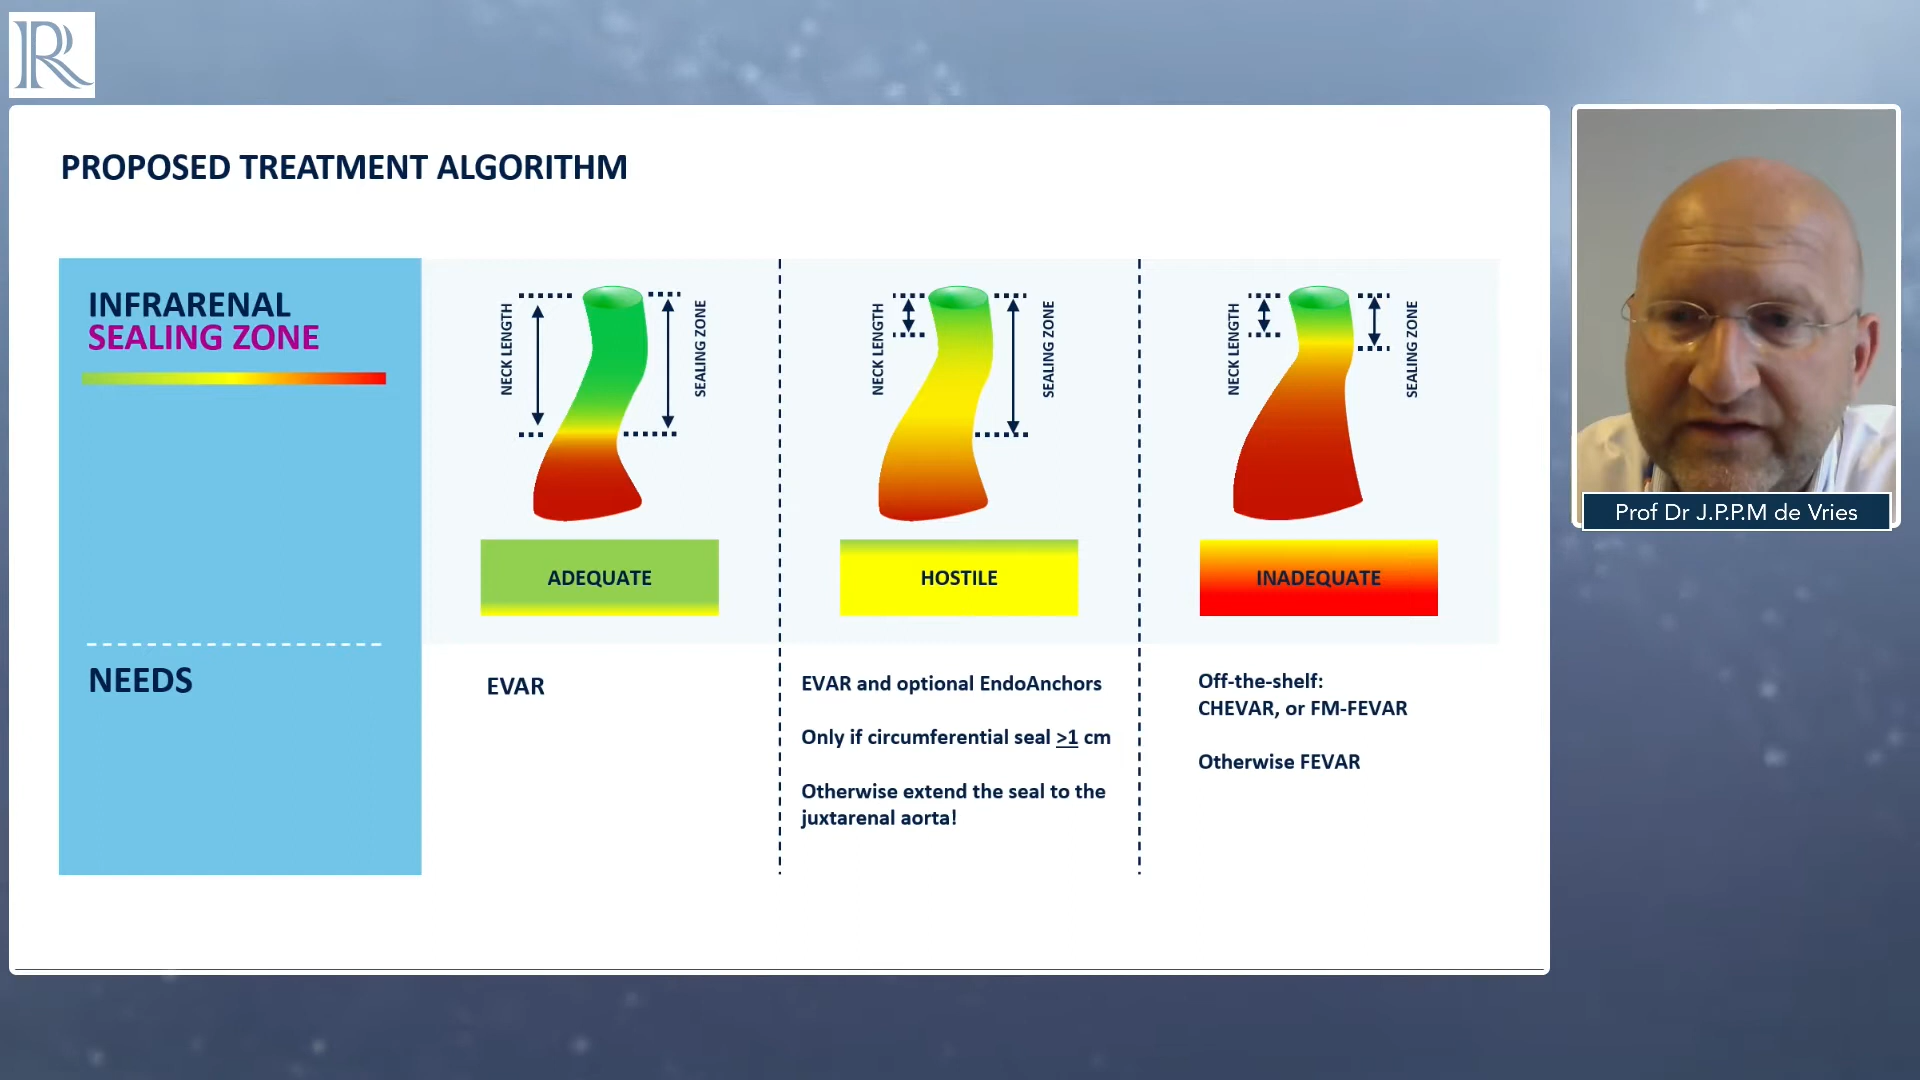 R
PROPOSED TREATMENT ALGORITHM
INFRARENAL
SEALING ZONE
NECK LENGTH
SEALING ZONE
NECK LENGTH
SEALING ZONE
NECK LENGTH
SEALING ZONE
ADEQUATE
HOSTILE
INADEQUATE
NEEDS
EVAR
EVAR and optional EndoAnchors
Only if circumferential seal >1 cm
Otherwise extend the seal to the
juxtarenal aorta!
Off-the-shelf:
CHEVAR, or FM-FEVAR
Otherwise FEVAR
Prof Dr J.P.P.M de Vries